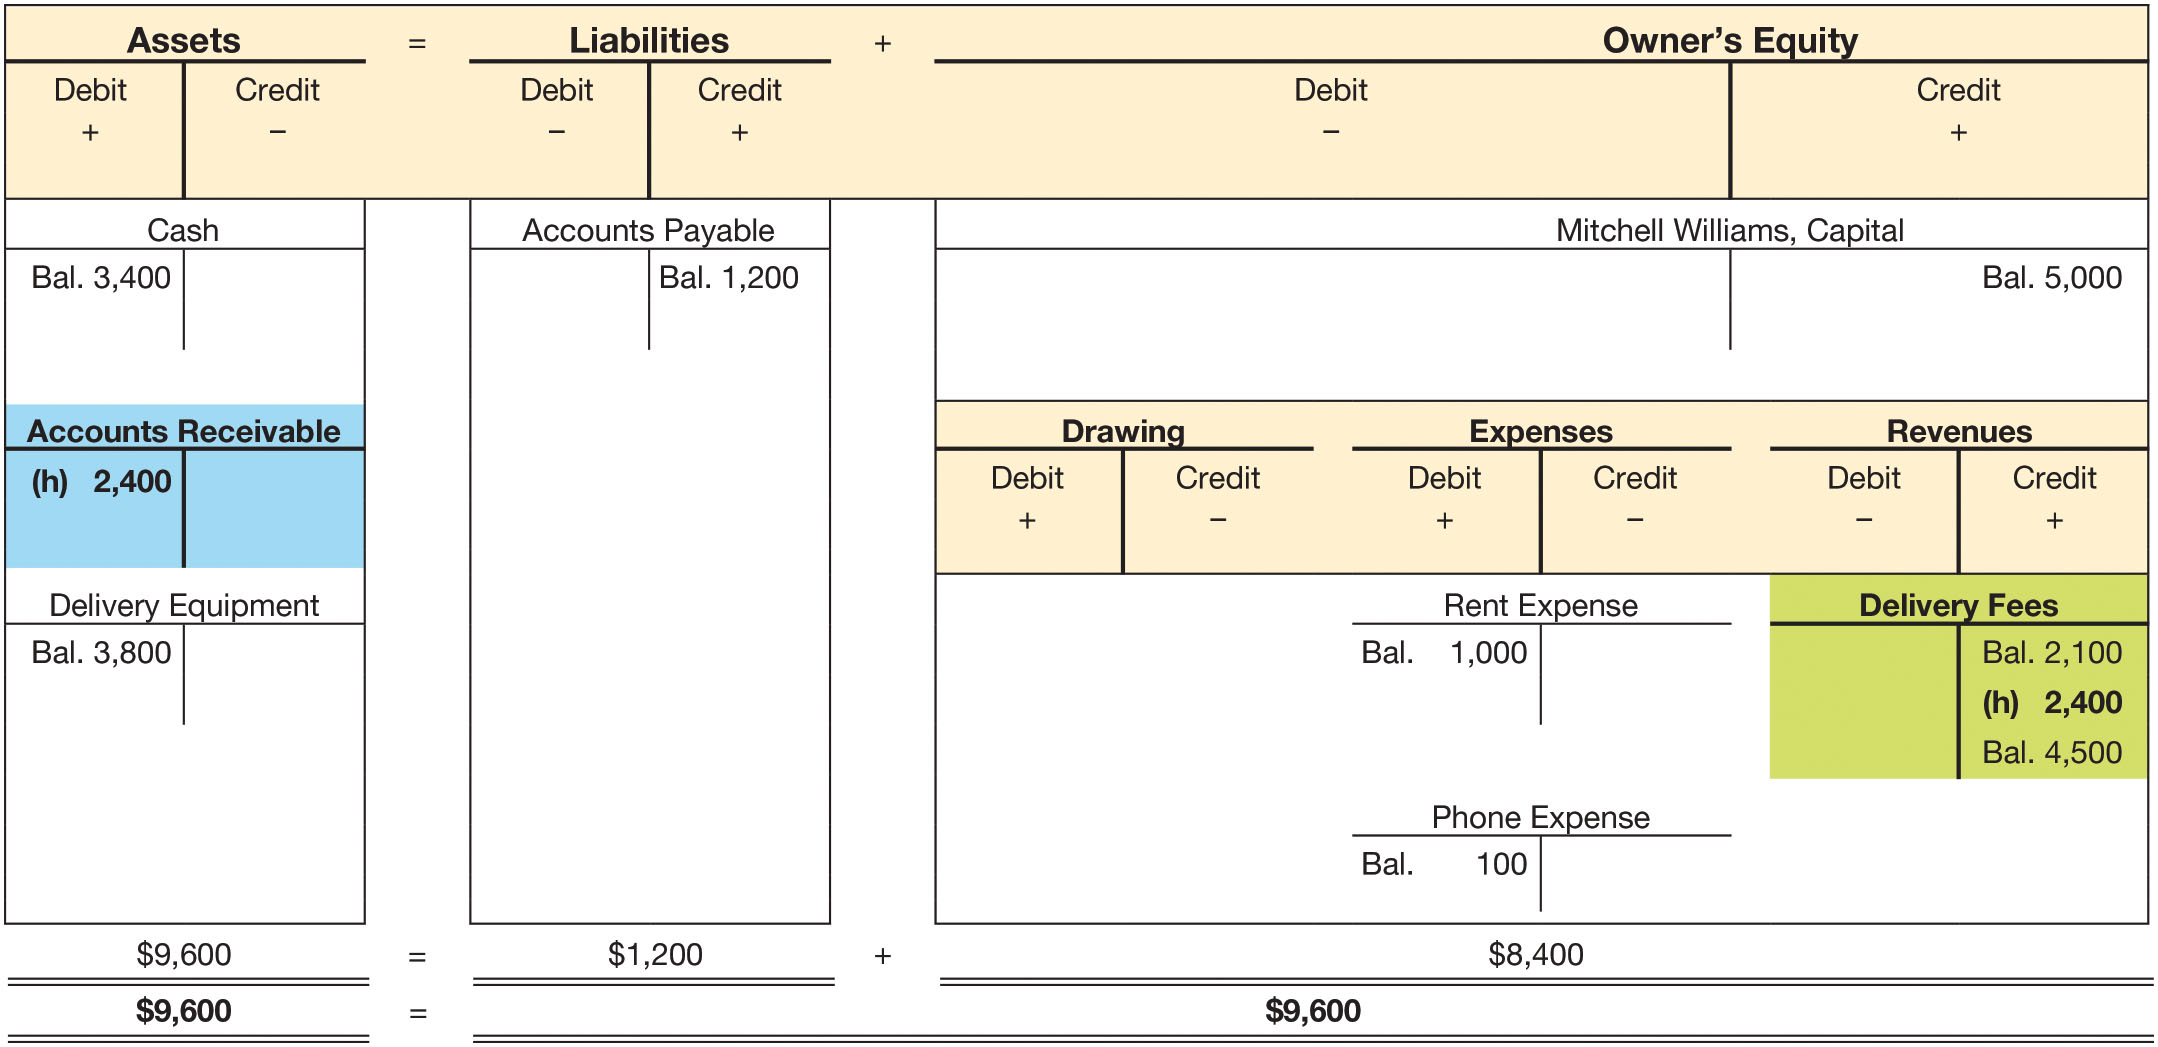 Assets = Liabilities + Owner’s Equity
Debit Credit Debit Credit Debit Credit
+ – – + – +
Cash Accounts Payable Mitchell Williams, Capital
Bal. 3,400 Bal. 1,200 Bal. 5,000
Accounts Receivable Drawing Expenses Revenues
(h) 2,400 Debit Credit Debit Credit Debit Credit
+ – + – – +
Delivery Equipment Rent Expense Delivery Fees
Bal. 3,800 Bal. 1,000 Bal. 2,100
(h) 2,400
Bal. 4,500
Phone Expense
Bal. 100
$9,600 = $1,200 + $8,400
$9,600 = $9,600